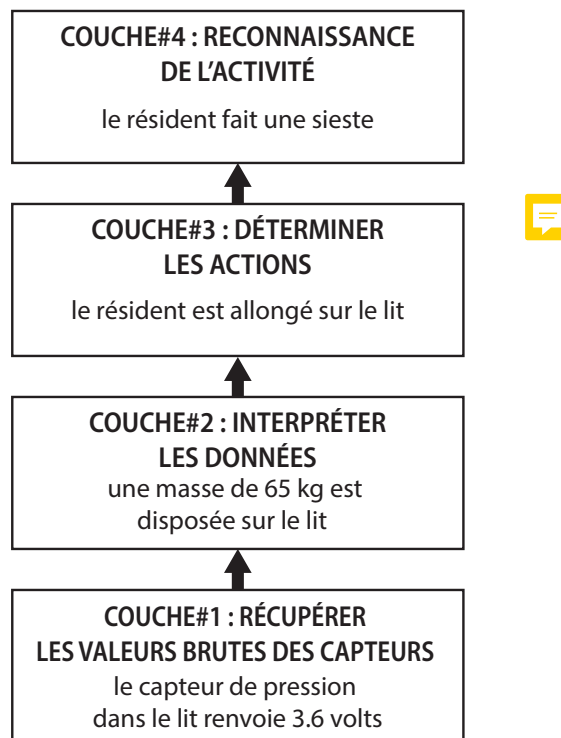 COUCHE#4 : RECONNAISSANCE
DE L’ACTIVITÉ
le résident fait une sieste
COUCHE#3 : DÉTERMINER
LES ACTIONS
le résident est allongé sur le lit
COUCHE#2 : INTERPRÉTER
LES DONNÉES
une masse de 65 kg est
disposée sur le lit
COUCHE#1 : RÉCUPÉRER
LES VALEURS BRUTES DES CAPTEURS
le capteur de pression
dans le lit renvoie 3.6 volts